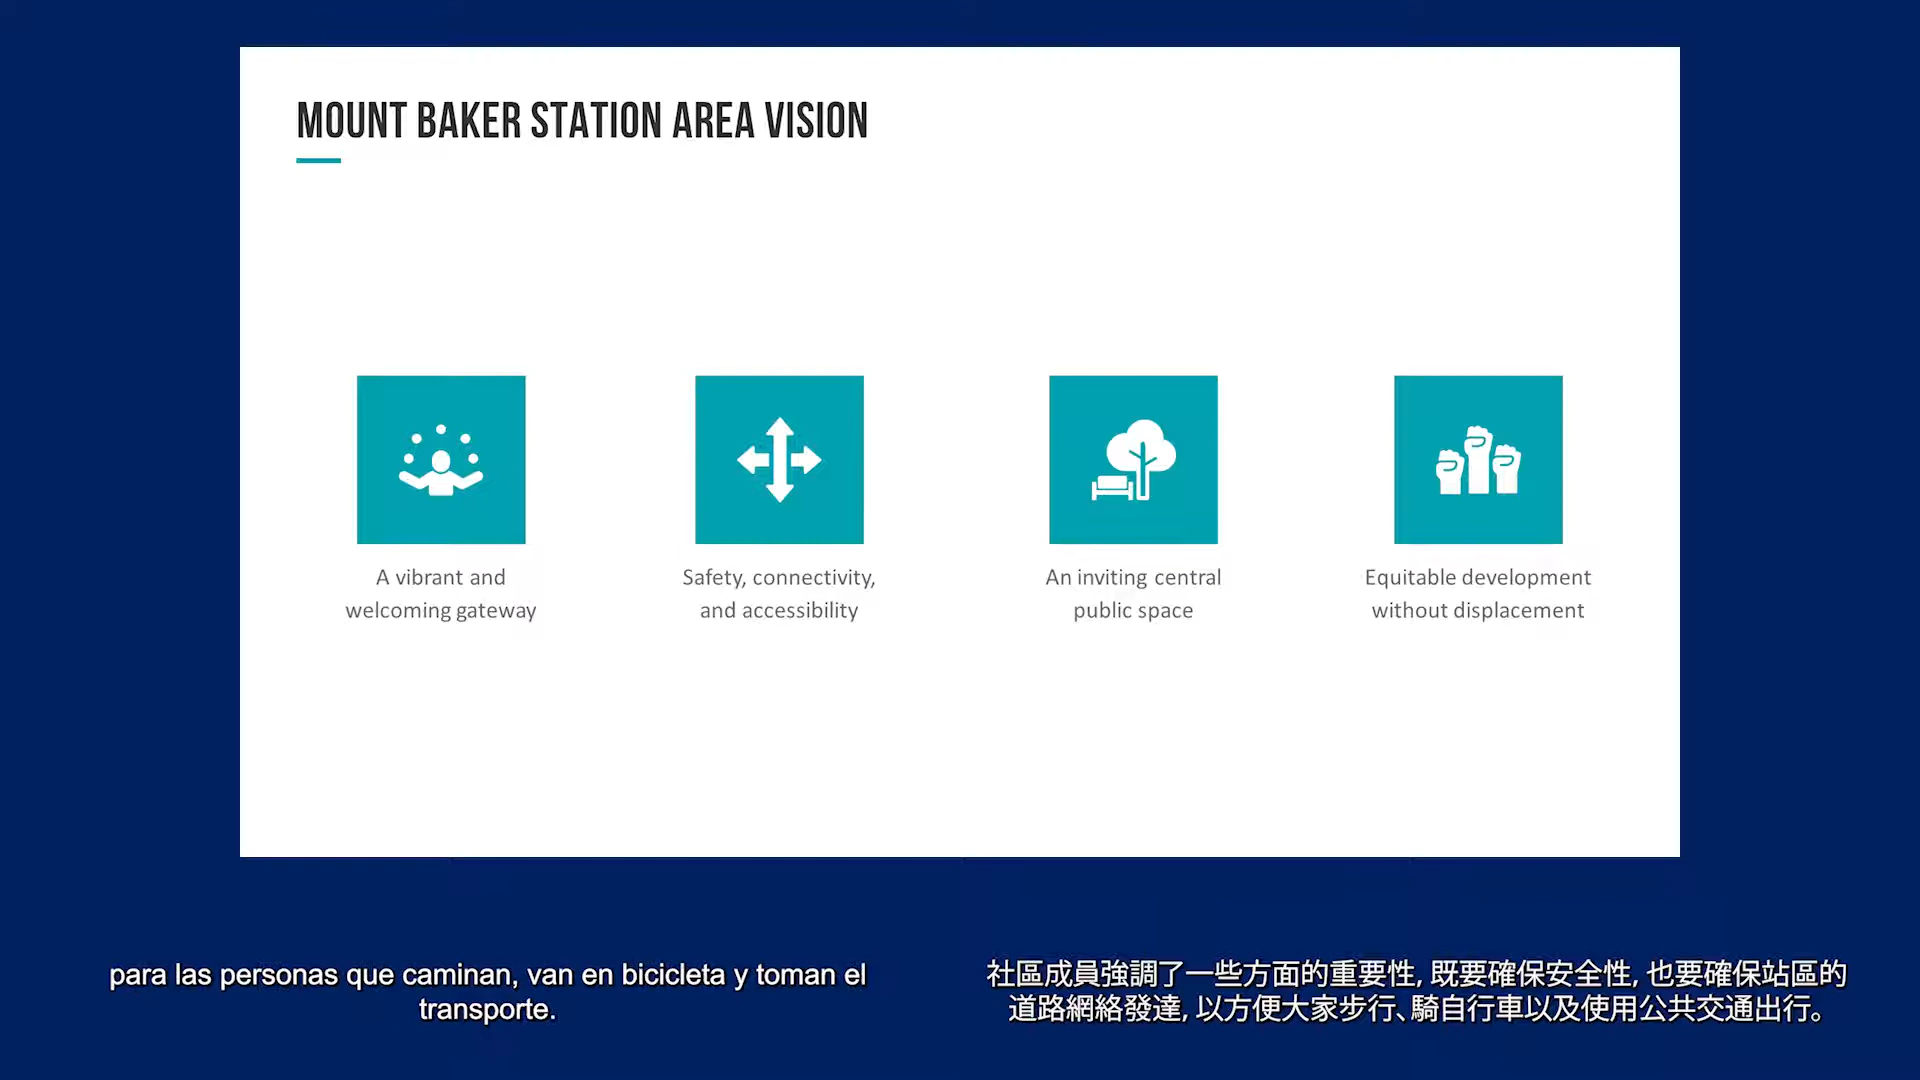 MOUNT BAKER STATION AREA VISION
A vibrant and
welcoming gateway
Safety, connectivity,
and accessibility
An inviting central
public space
Equitable development
without displacement
para las personas que caminan, van en bicicleta y toman el
transporte.
社區成員強調了一些方面的重要性, 既要確保安全性, 也要確保站區的
道路網絡發達, 以方便大家步行、騎自行車以及使用公共交通出行。